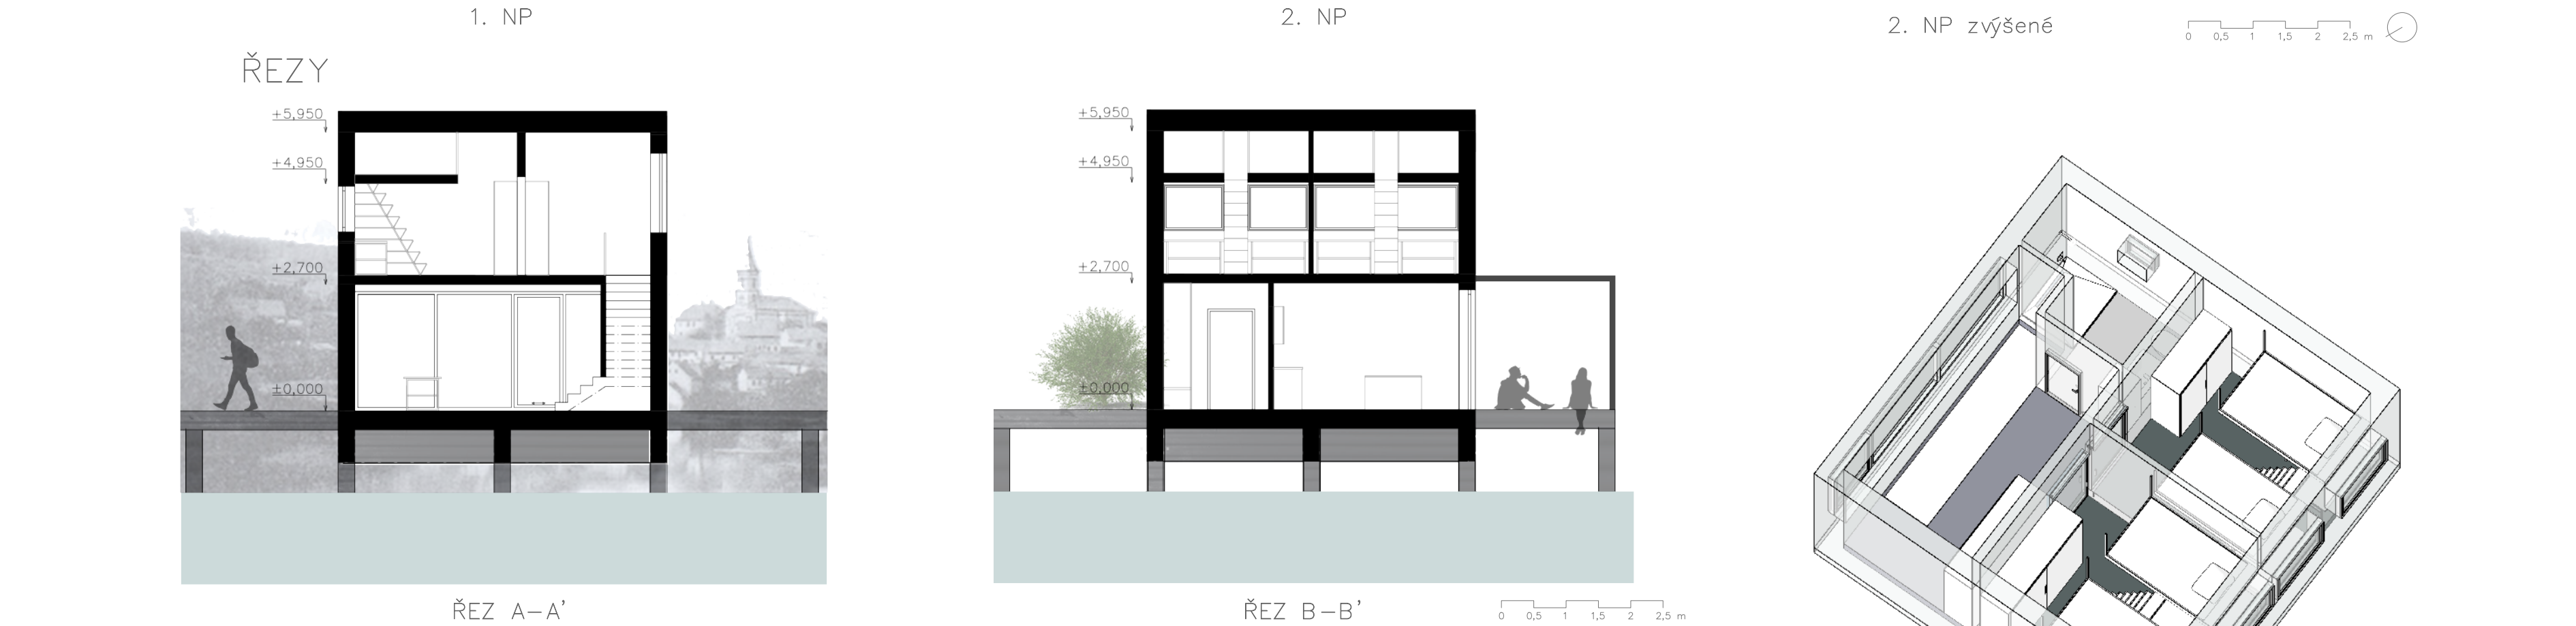 1. NP
2. NP
2. NP zvýšené
0 0,5 1 1,5 2 2,5 m
ŘEZY
±5,950
±4,950
±2,700
±0,000
±5,950
±4,950
±2,700
±0,000
ŘEZ A-A'
ŘEZ B-B'
0 0,5 1 1,5 2 2,5 m